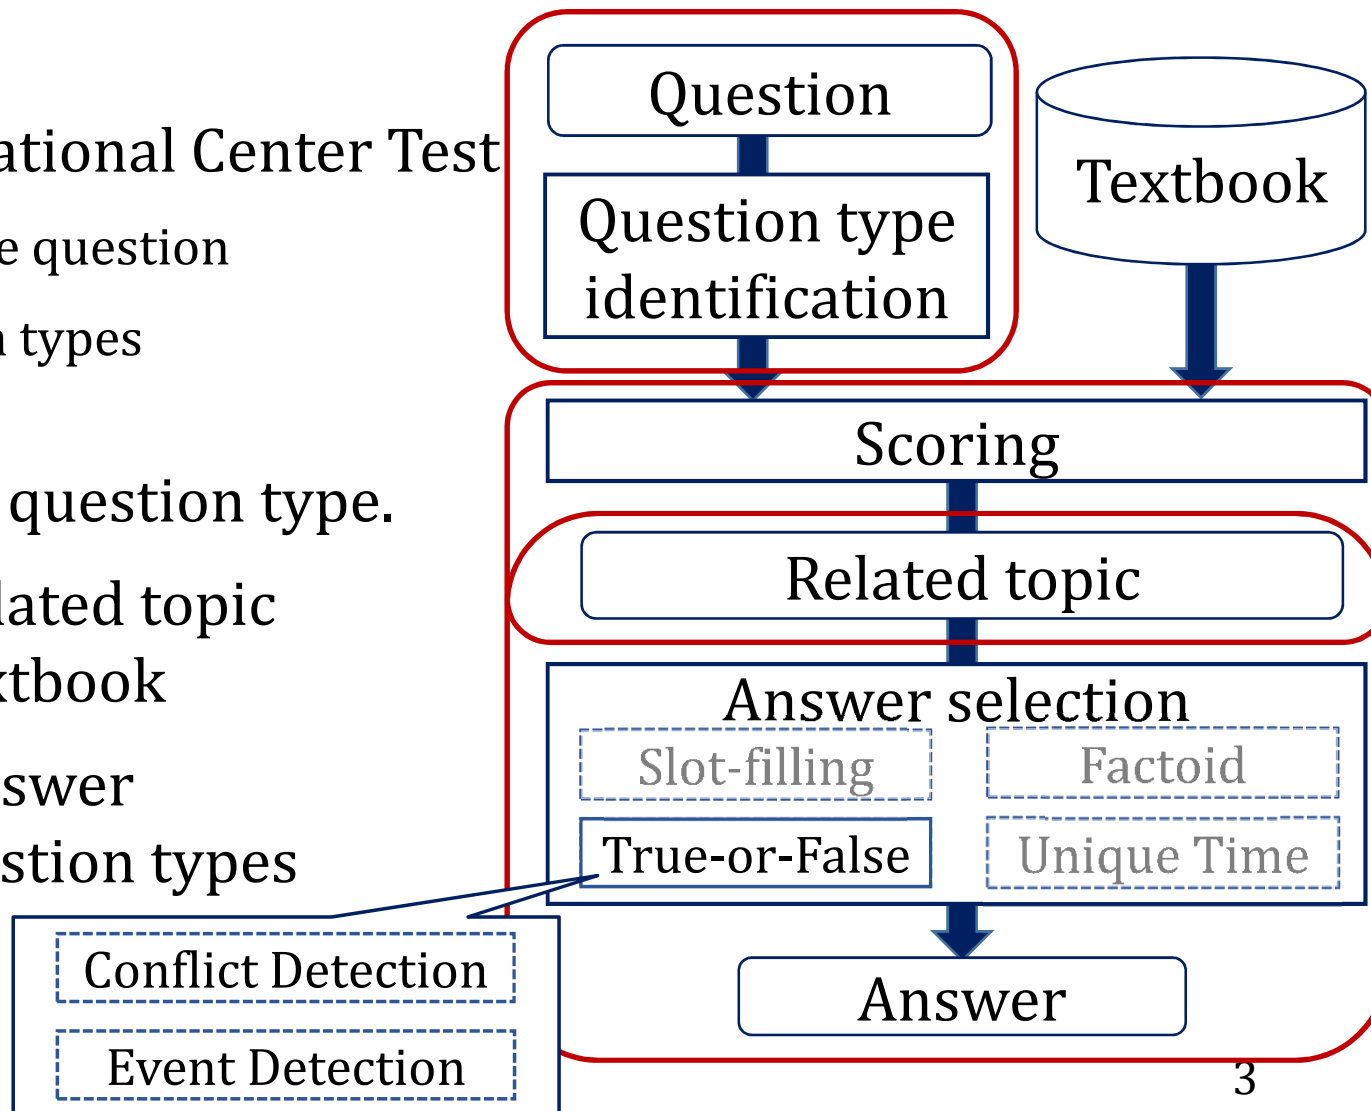 ational Center Test
e question
n types
question type.
lated topic
xtbook
swer
stion types
Question
Question type
identification
Textbook
Scoring
Related topic
Answer selection
Slot-filling
Factoid
True-or-False
Unique Time
Conflict Detection
Event Detection
Answer
3